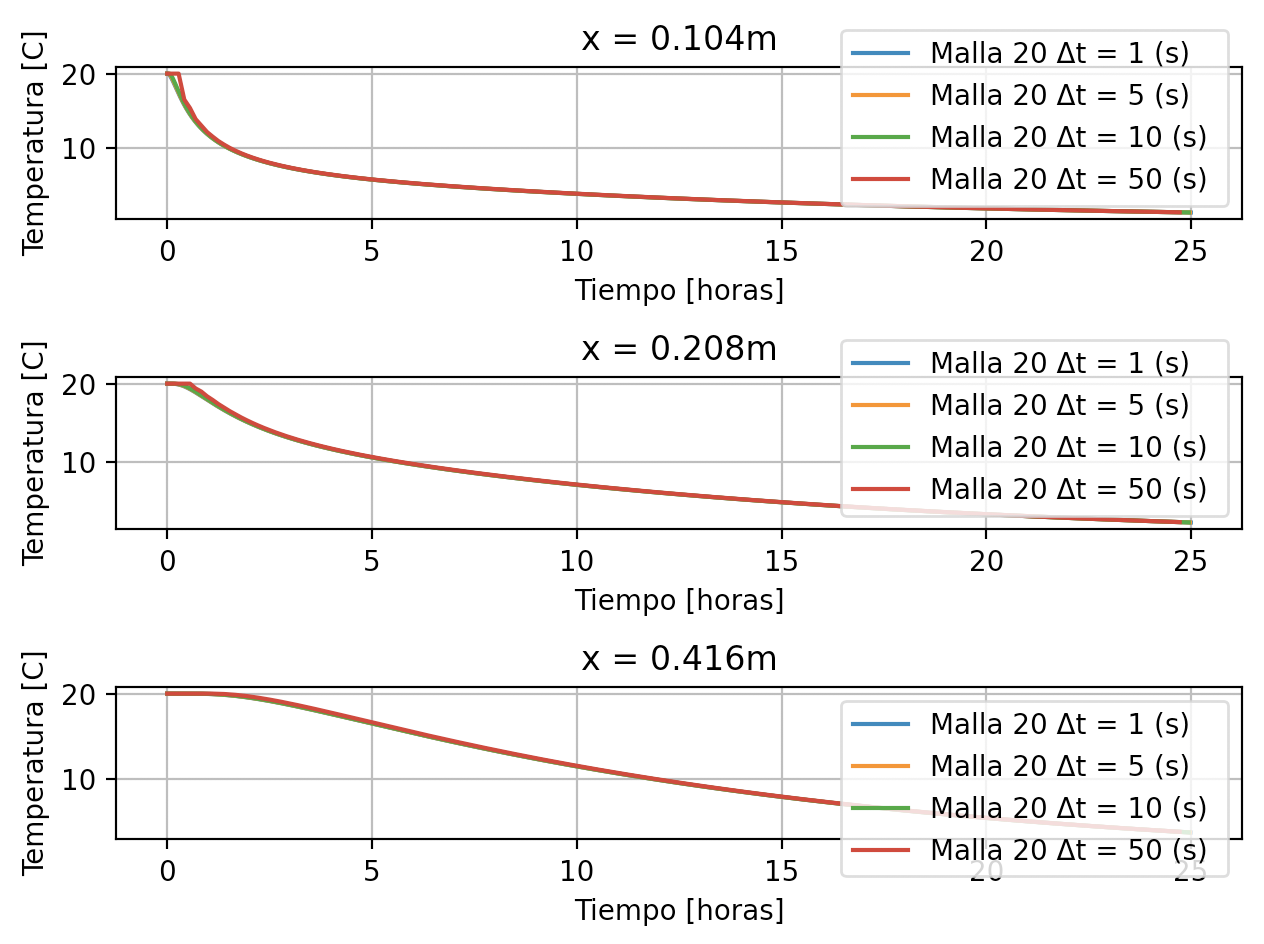 x = 0.104m
Temperatura [C]
20
10
Malla 20 Δt = 1 (s)
Malla 20 Δt = 5 (s)
Malla 20 Δt = 10 (s)
Malla 20 Δt = 50 (s)
0 5 10 15 20 25
Tiempo [horas]
x = 0.208m
Temperatura [C]
20
10
Malla 20 Δt = 1 (s)
Malla 20 Δt = 5 (s)
Malla 20 Δt = 10 (s)
Malla 20 Δt = 50 (s)
0 5 10 15 20 25
Tiempo [horas]
x = 0.416m
Temperatura [C]
20
10
Malla 20 Δt = 1 (s)
Malla 20 Δt = 5 (s)
Malla 20 Δt = 10 (s)
Malla 20 Δt = 50 (s)
0 5 10 15 20 25
Tiempo [horas]